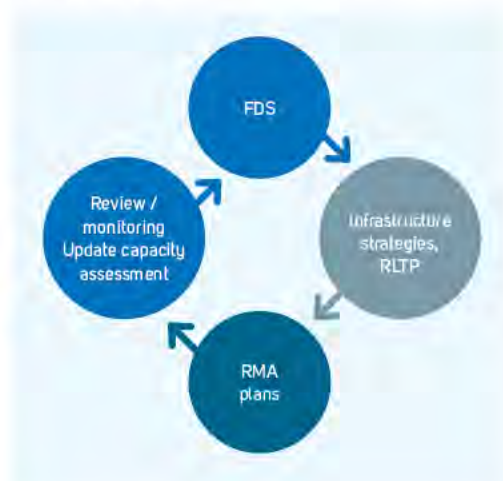 FDS
Infrastructure
strategies,
RLTP
RMA
plans
Review /
monitoring
Update capacity
assessment